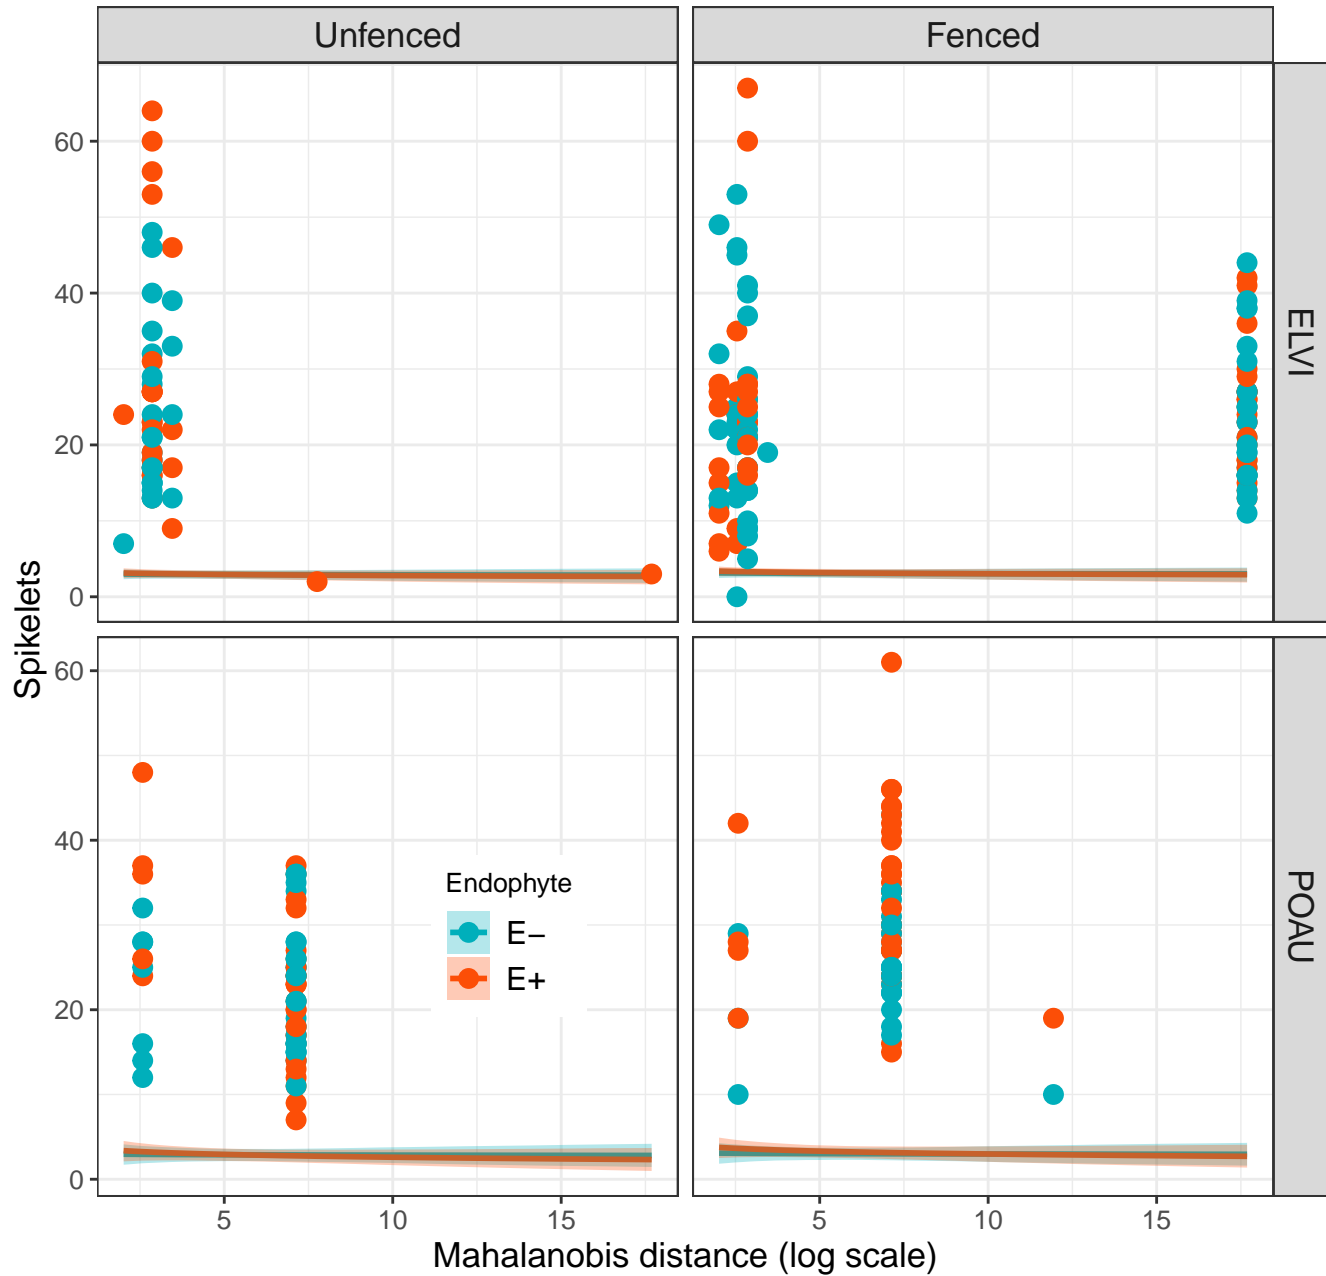 Unfenced
Fenced
60
40
20
0
ELVI
Spikelets
60
40
20
0
POAU
Endophyte
E−
E+
5
10
15
5
10
15
Mahalanobis distance (log scale)